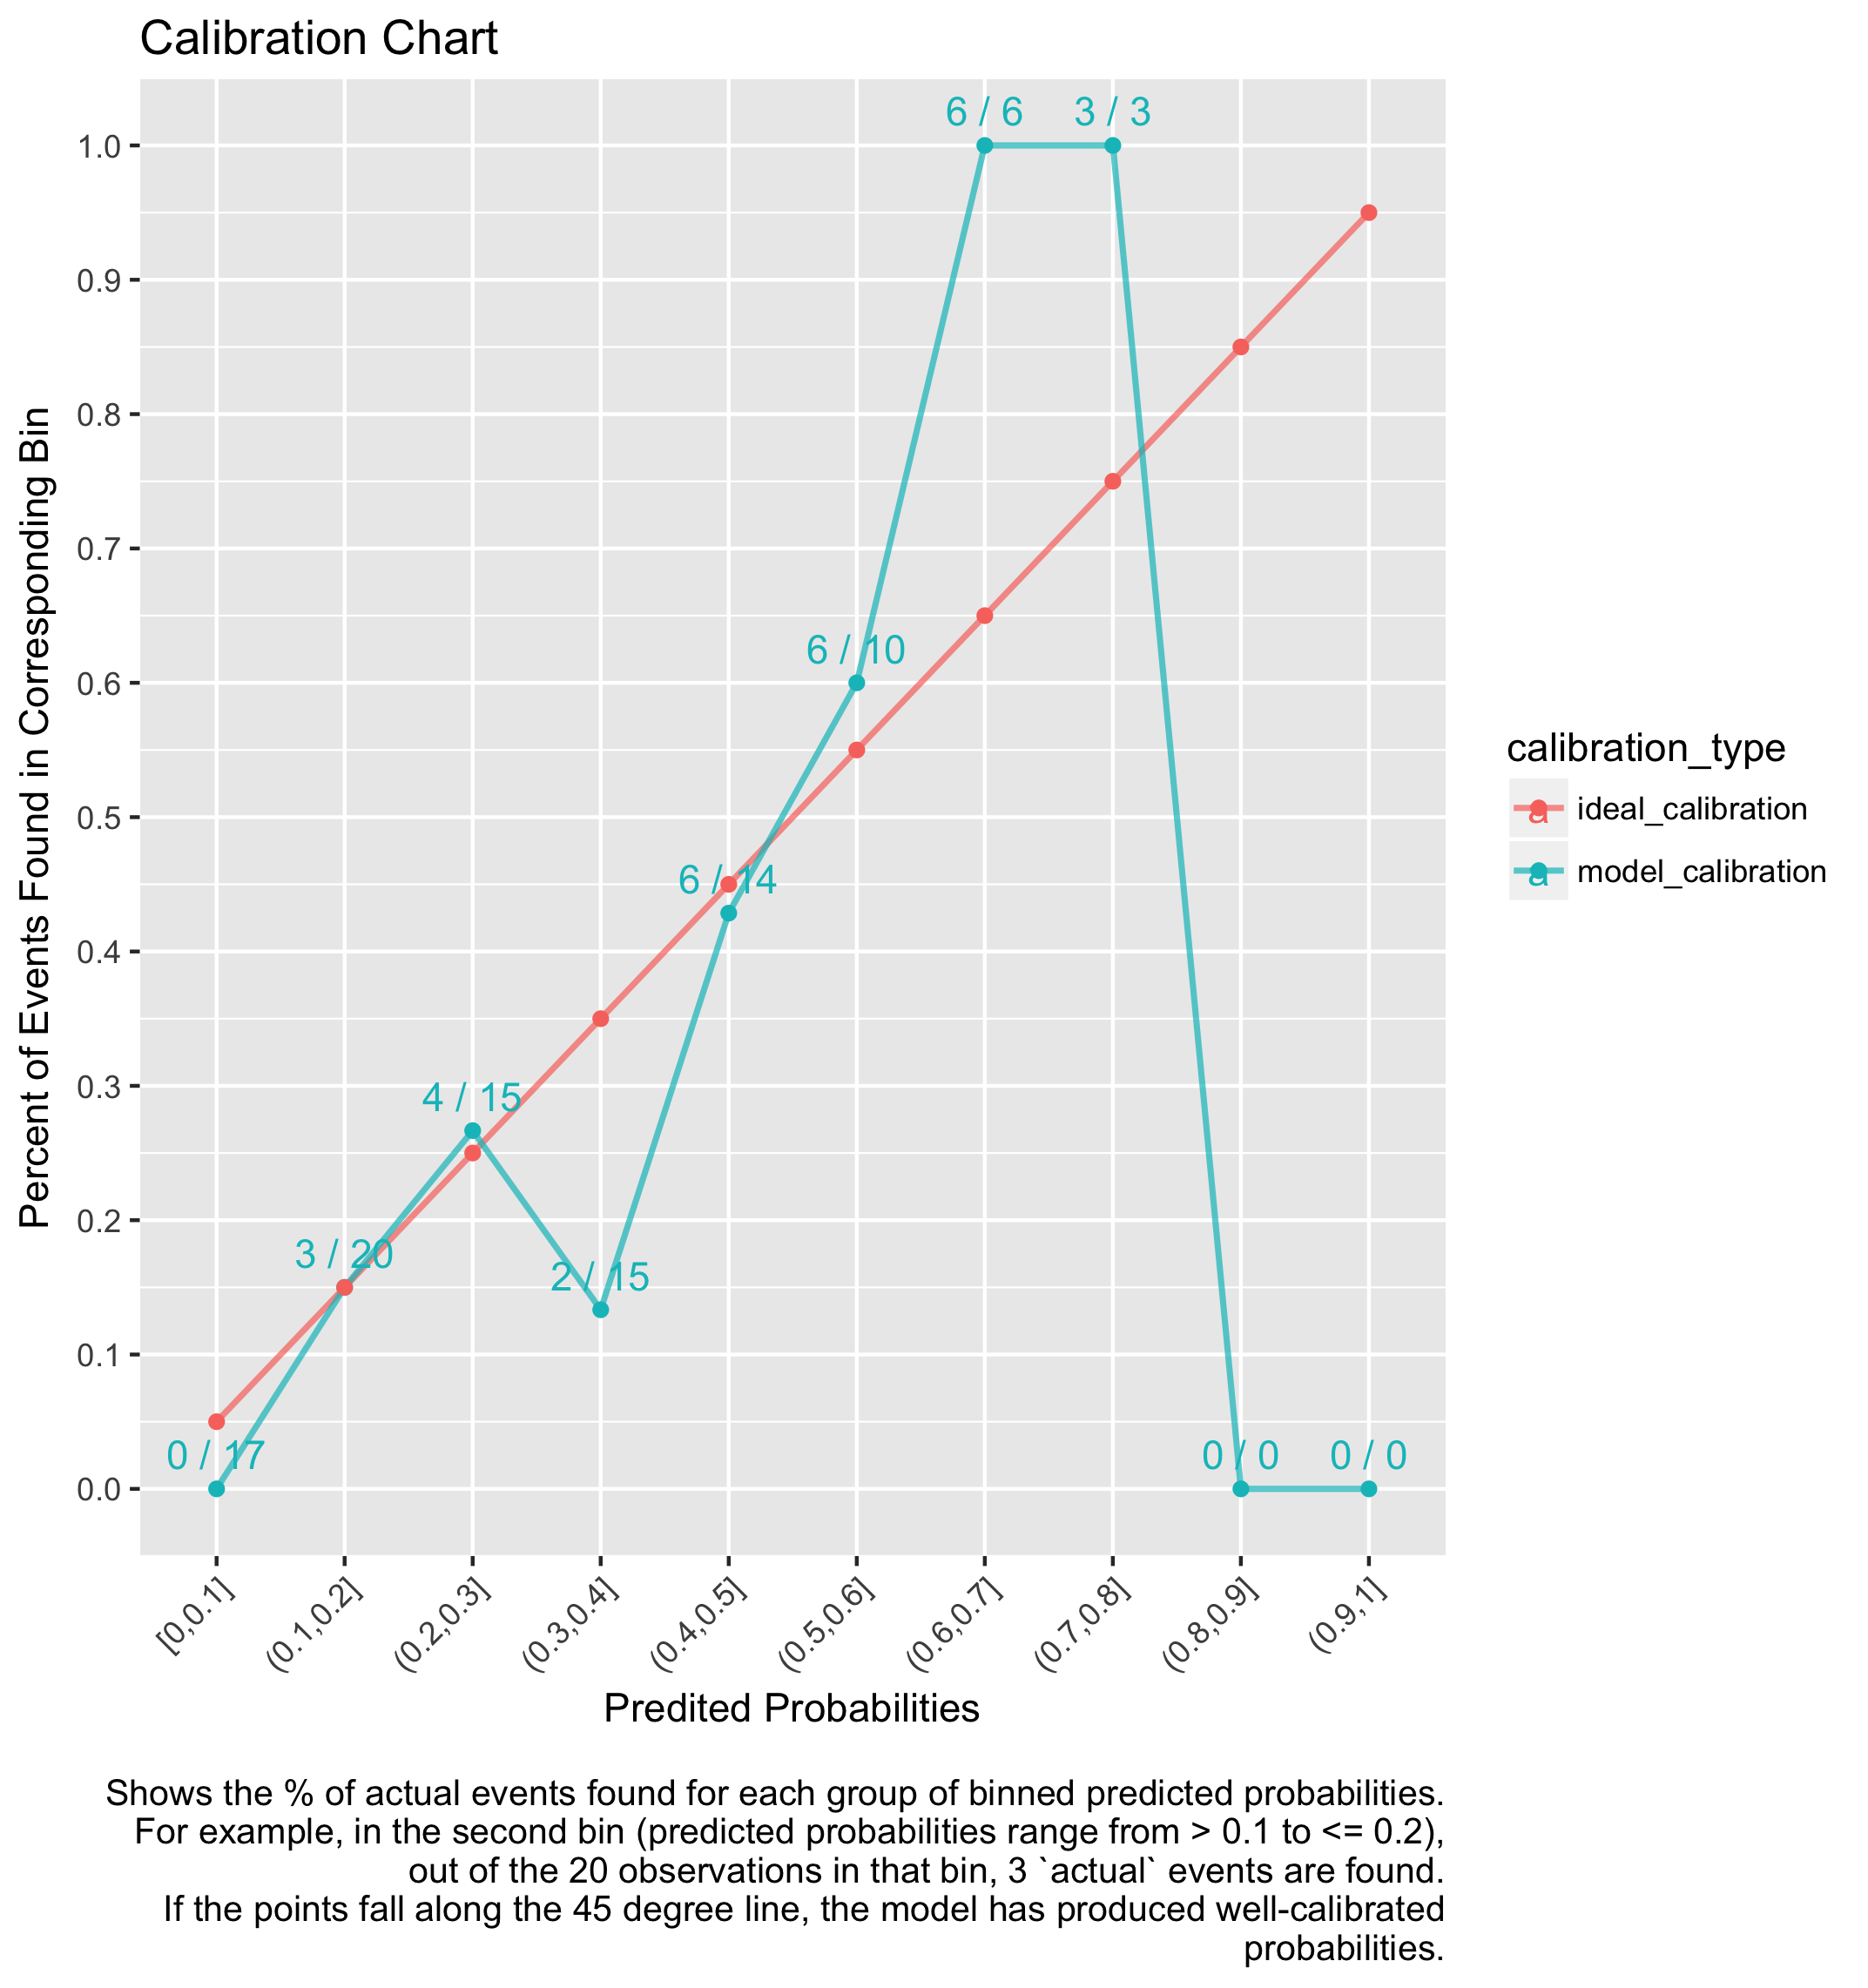 Calibration Chart
Percent of Events Found in Corresponding Bin
1.0
0.9
0.8
0.7
0.6
0.5
0.4
0.3
0.2
0.1
0.0
6 / 6
3 / 3
6 / 10
6 / 14
4 / 15
3 / 20
2 / 15
0 / 17
0 / 0
0 / 0
[0,0.1]
(0.1,0.2]
(0.2,0.3]
(0.3,0.4]
(0.4,0.5]
(0.5,0.6]
(0.6,0.7]
(0.7,0.8]
(0.8,0.9]
(0.9,1]
Predited Probabilities
calibration_type
a ideal_calibration
a model_calibration
Shows the % of actual events found for each group of binned predicted probabilities.
For example, in the second bin (predicted probabilities range from > 0.1 to <= 0.2),
out of the 20 observations in that bin, 3 `actual` events are found.
If the points fall along the 45 degree line, the model has produced well-calibrated
probabilities.